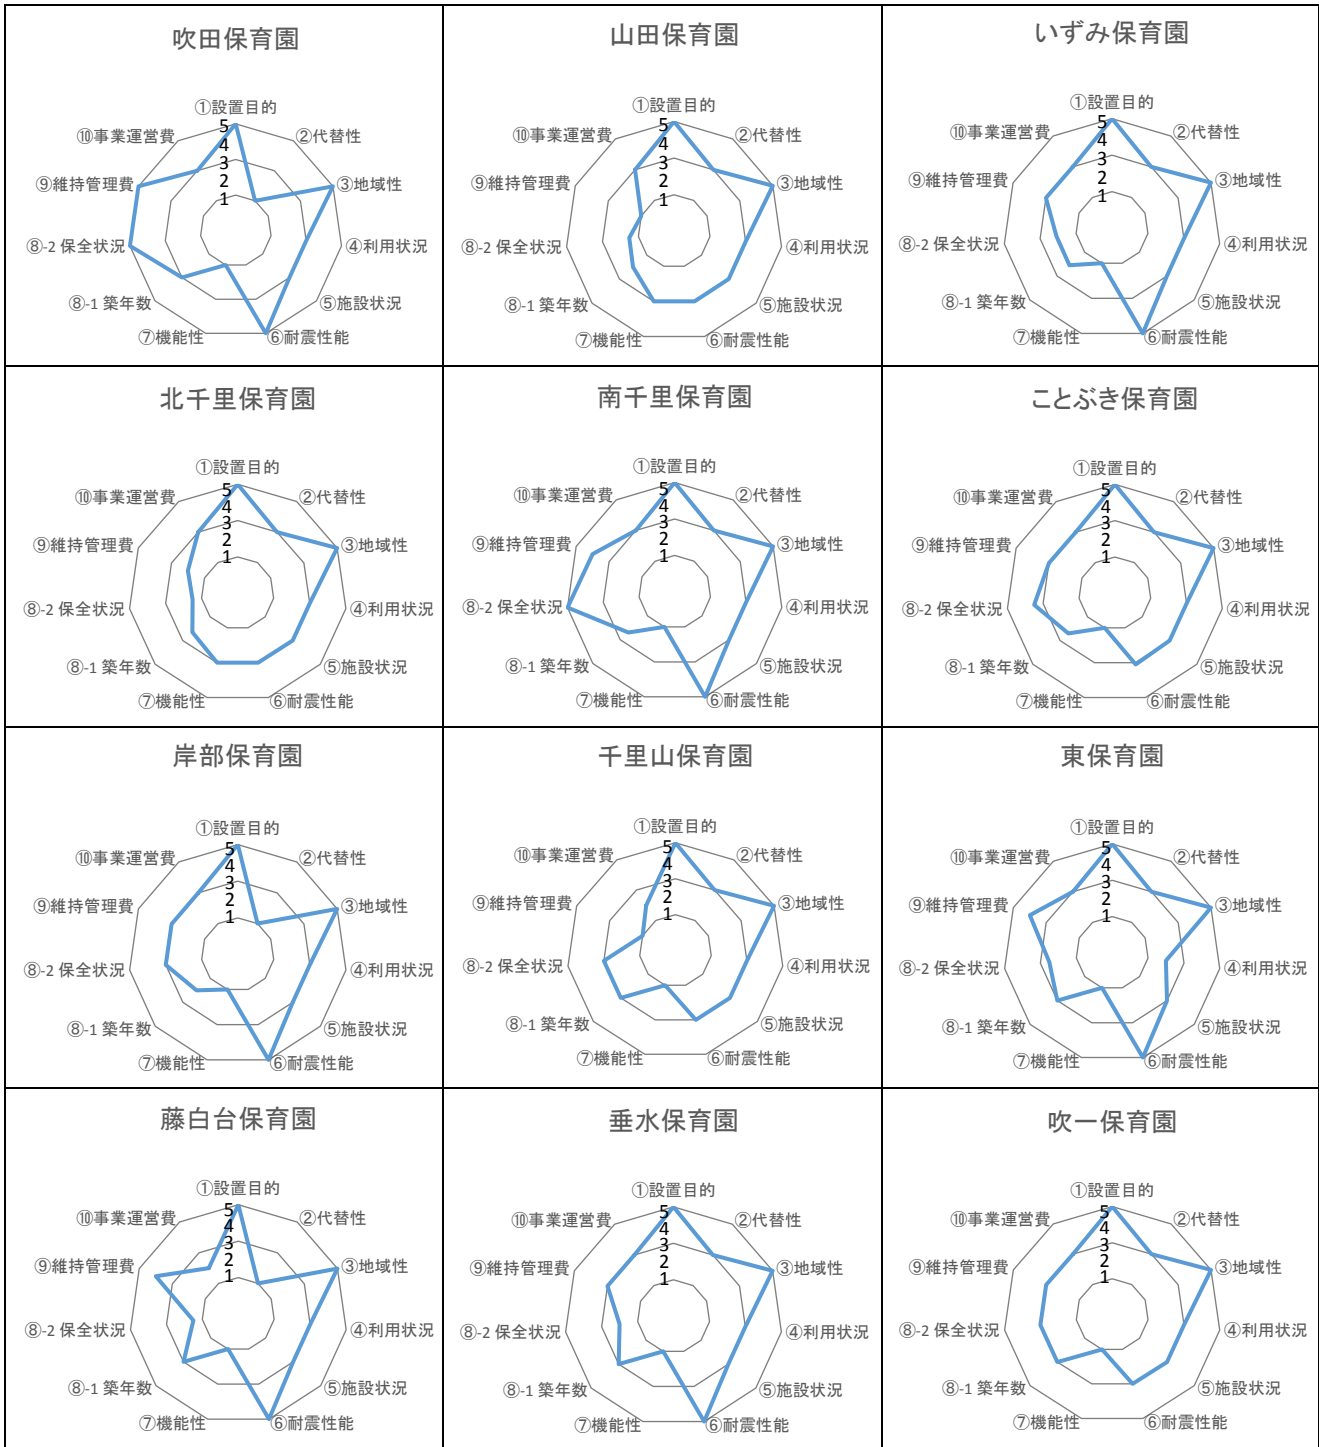 吹田保育園
①設置目的
②代替性
③地域性
④利用状況
⑤施設状況
⑥耐震性能
⑦機能性
⑧-1 築年数
⑧-2 保全状況
⑨維持管理費
⑩事業運営費
5
4
3
2
1
山田保育園
①設置目的
②代替性
③地域性
④利用状況
⑤施設状況
⑥耐震性能
⑦機能性
⑧-1 築年数
⑧-2 保全状況
⑨維持管理費
⑩事業運営費
5
4
3
2
1
いずみ保育園
①設置目的
②代替性
③地域性
④利用状況
⑤施設状況
⑥耐震性能
⑦機能性
⑧-1 築年数
⑧-2 保全状況
⑨維持管理費
⑩事業運営費
5
4
3
2
1
北千里保育園
①設置目的
②代替性
③地域性
④利用状況
⑤施設状況
⑥耐震性能
⑦機能性
⑧-1 築年数
⑧-2 保全状況
⑨維持管理費
⑩事業運営費
5
4
3
2
1
南千里保育園
①設置目的
②代替性
③地域性
④利用状況
⑤施設状況
⑥耐震性能
⑦機能性
⑧-1 築年数
⑧-2 保全状況
⑨維持管理費
⑩事業運営費
5
4
3
2
1
ことぶき保育園
①設置目的
②代替性
③地域性
④利用状況
⑤施設状況
⑥耐震性能
⑦機能性
⑧-1 築年数
⑧-2 保全状況
⑨維持管理費
⑩事業運営費
5
4
3
2
1
岸部保育園
①設置目的
②代替性
③地域性
④利用状況
⑤施設状況
⑥耐震性能
⑦機能性
⑧-1 築年数
⑧-2 保全状況
⑨維持管理費
⑩事業運営費
5
4
3
2
1
千里山保育園
①設置目的
②代替性
③地域性
④利用状況
⑤施設状況
⑥耐震性能
⑦機能性
⑧-1 築年数
⑧-2 保全状況
⑨維持管理費
⑩事業運営費
5
4
3
2
1
東保育園
①設置目的
②代替性
③地域性
④利用状況
⑤施設状況
⑥耐震性能
⑦機能性
⑧-1 築年数
⑧-2 保全状況
⑨維持管理費
⑩事業運営費
5
4
3
2
1
藤白台保育園
①設置目的
②代替性
③地域性
④利用状況
⑤施設状況
⑥耐震性能
⑦機能性
⑧-1 築年数
⑧-2 保全状況
⑨維持管理費
⑩事業運営費
5
4
3
2
1
垂水保育園
①設置目的
②代替性
③地域性
④利用状況
⑤施設状況
⑥耐震性能
⑦機能性
⑧-1 築年数
⑧-2 保全状況
⑨維持管理費
⑩事業運営費
5
4
3
2
1
吹一保育園
①設置目的
②代替性
③地域性
④利用状況
⑤施設状況
⑥耐震性能
⑦機能性
⑧-1 築年数
⑧-2 保全状況
⑨維持管理費
⑩事業運営費
5
4
3
2
1